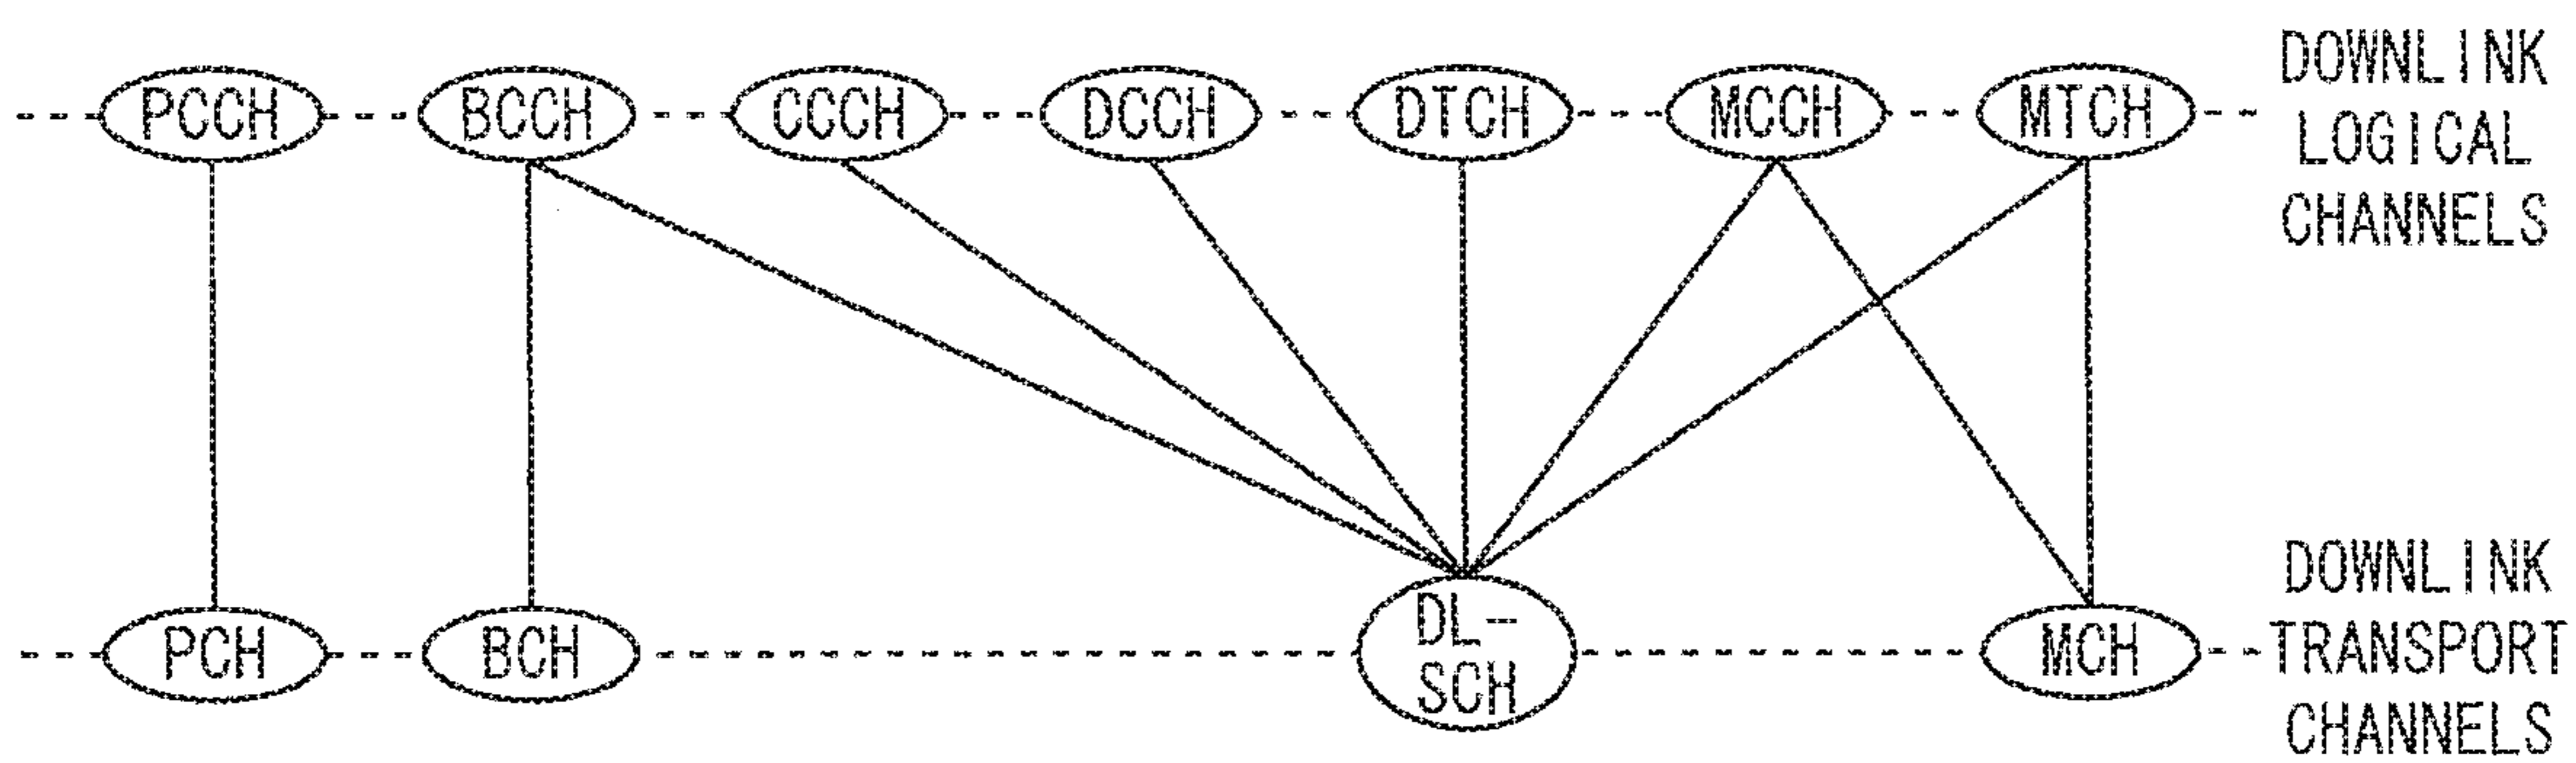 PCCH BCCH CCCH DCCH DTCH MCCH MTCH
DOWNLINK
LOGICAL
CHANNELS
PCH BCH DL-
SCH
MCH
DOWNLINK
TRANSPORT
CHANNELS